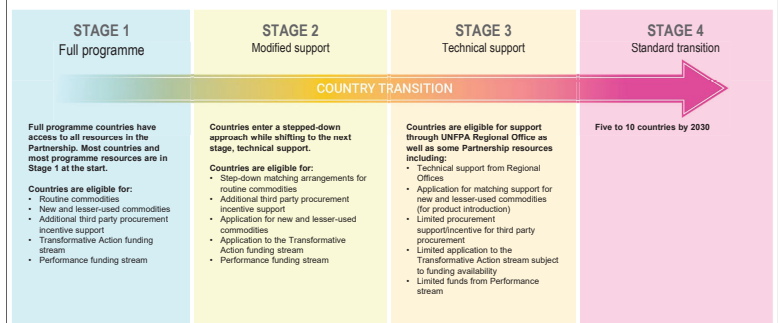 STAGE 1
Full programme
STAGE 2
Modified support
STAGE 3
Technical support
STAGE 4
Standard transition
COUNTRY TRANSITION
Full programme countries have
access to all resources in the
Partnership. Most countries and
most programme resources are in
Stage 1 at the start.
Countries are eligible for:
• Routine commodities
• New and lesser-used commodities
• Additional third party procurement
incentive support
• Transformative Action funding
stream
• Performance funding stream
Countries enter a stepped-down
approach while shifting to the next
stage, technical support.
Countries are eligible for:
• Step-down matching arrangements for
routine commodities
• Additional third party procurement
incentive support
• Application for new and lesser-used
commodities
• Application to the Transformative
Action funding stream
• Performance funding stream
Countries are eligible for support
through UNFPA Regional Office as
well as some Partnership resources
including:
• Technical support from Regional
Offices
• Application for matching support for
new and lesser-used commodities
(for product introduction)
• Limited procurement
support/incentive for third party
procurement
• Limited application to the
Transformative Action stream subject
to funding availability
• Limited funds from Performance
stream
Five to 10 countries by 2030